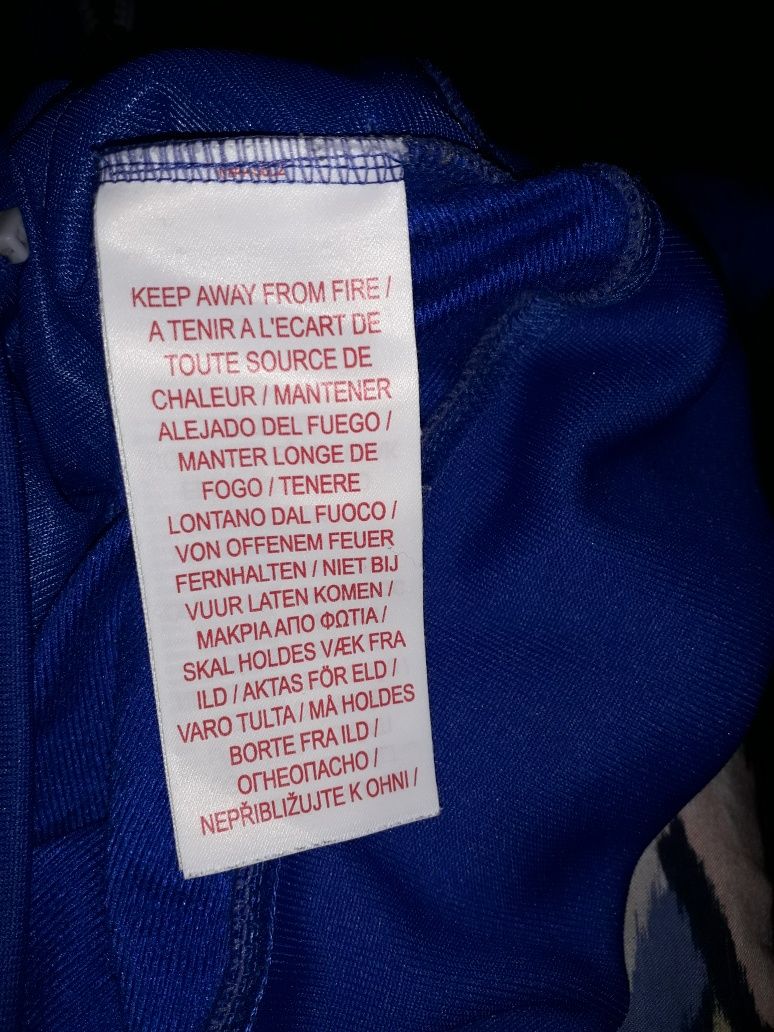 KEEP AWAY FROM FIRE /
A TENIR A L'ECART DE
TOUTE SOURCE DE
CHALEUR / MANTENER
ALEJADO DEL FUEGO /
MANTER LONGE DE
FOGO / TENERE
LONTANO DAL FUOCO /
VON OFFENEM FEUER
FERNHALTEN / NIET BIJ
VUUR LATEN KOMEN /
ΜΑΚΡΙΑ ΑΠΟ ΦΩΤΙΑ /
SKAL HOLDES VÆK FRA
ILD / AKTAS FÖR ELD /
VARO TULTA / MÅ HOLDES
BORTE FRA ILD /
ОГНЕОПАСНО /
NEPŘIBLIŽUJTE K OHNI /